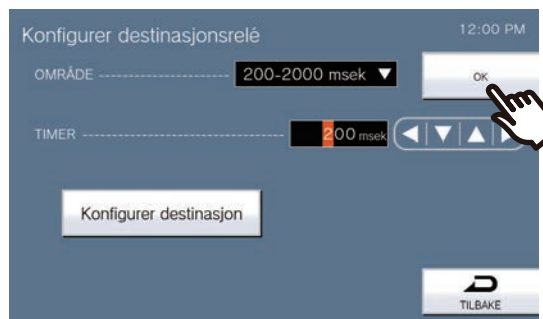 Konfigurer destinasjonsrelé
12:00 PM
OMRÅDE -------------------- 200-2000 msek ▼
OK
TIMER ------------------------------ 200 msek
Konfigurer destinasjon
TILBAKE